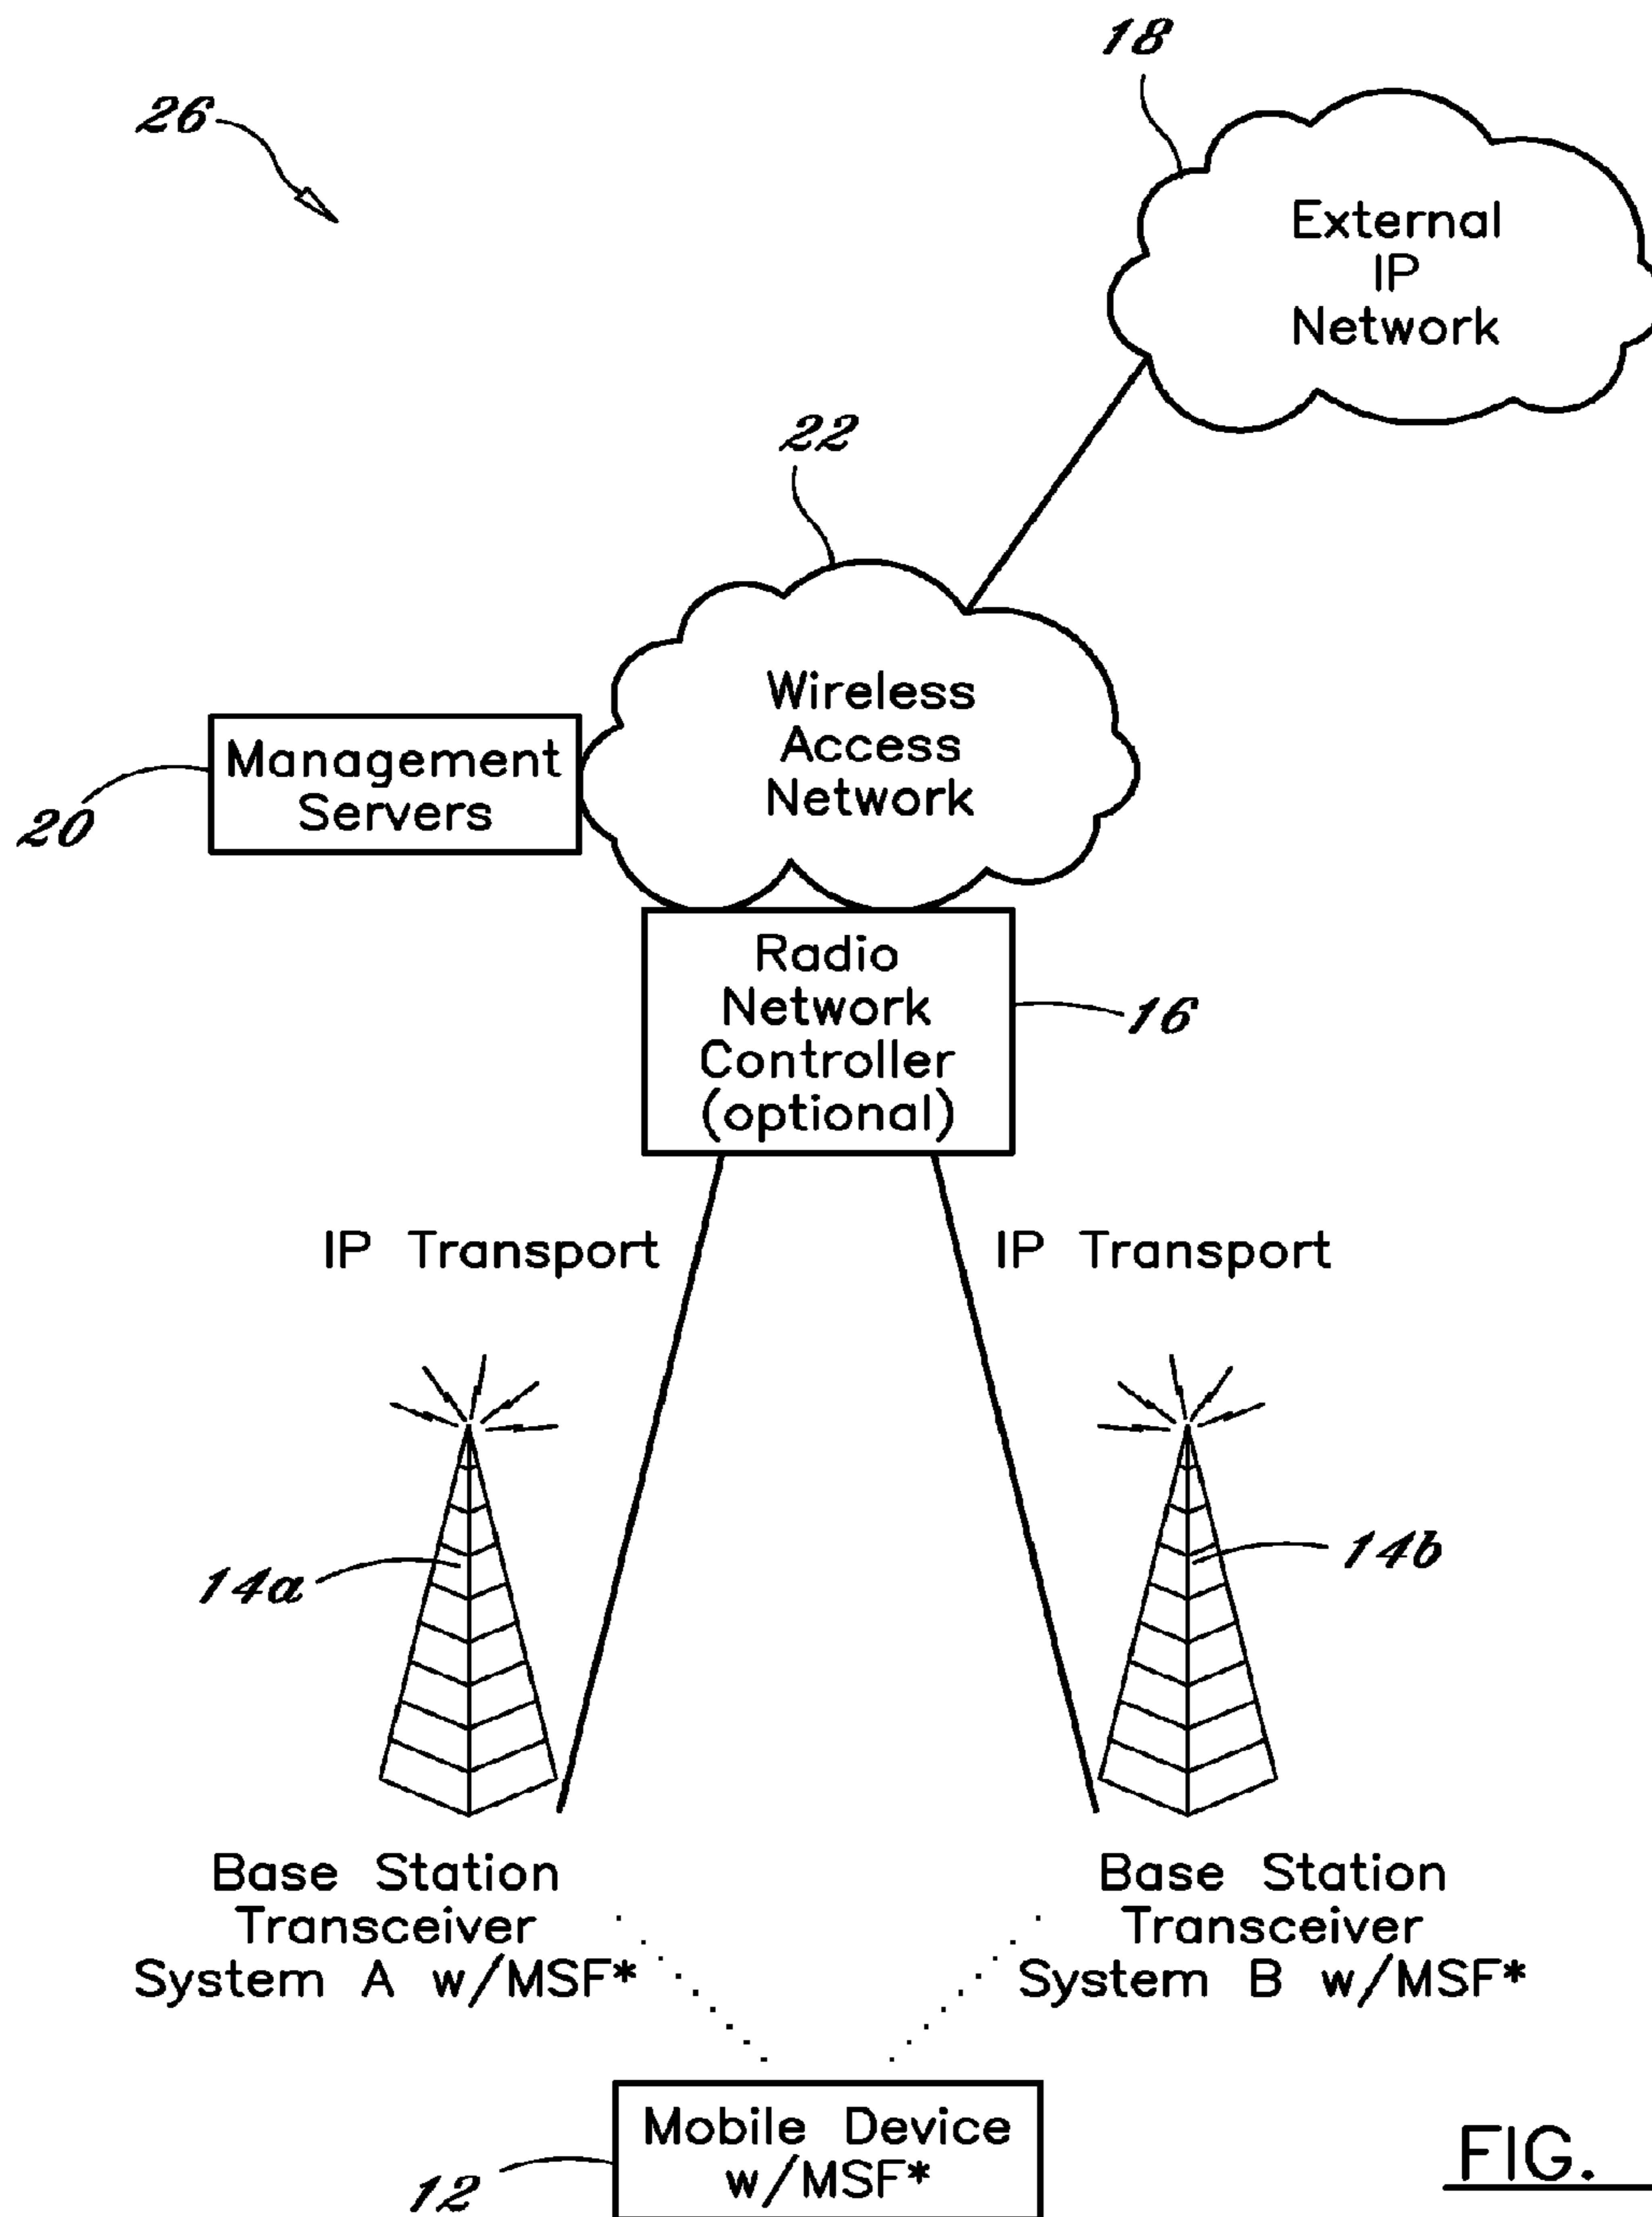 18
26
External
IP
Network
22
Wireless
Access
Network
Management
Servers
20
Radio
Network
Controller
(optional)
16
IP Transport
IP Transport
14a
14b
Base Station
Transceiver
System A w/MSF*
Base Station
Transceiver
System B w/MSF*
Mobile Device
w/MSF*
12
FIG.